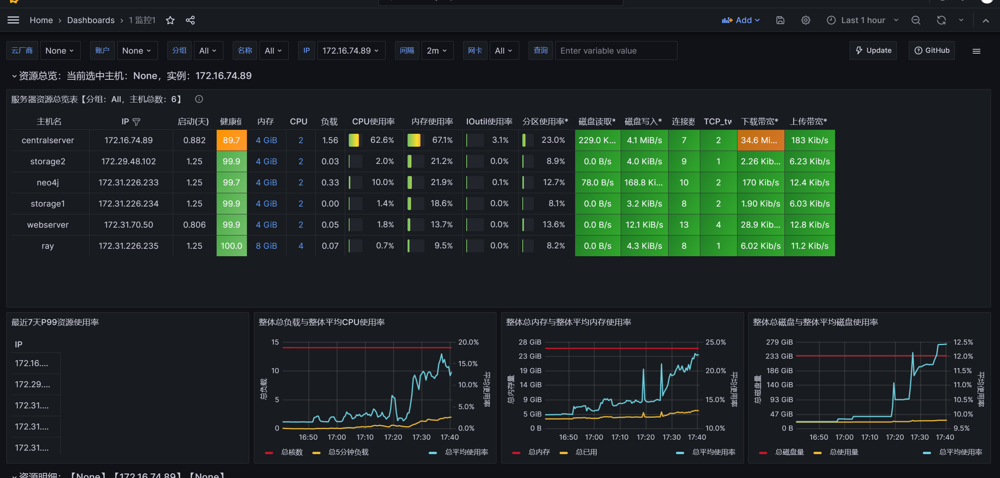 Home › Dashboards › 1 监控1
Add Last 1 hour
云厂商 None 账户 None 分组 All 名称 All IP 172.16.74.89 间隔 2m 网卡 All 查询 Enter variable value Update GitHub
资源总览：当前选中主机：None，实例：172.16.74.89
服务器资源总览表【分组：All，主机总数：6】
主机名 IP 启动(天) 健康值 内存 CPU 负载 CPU使用率 内存使用率 IOutil使用率 分区使用率* 磁盘读取* 磁盘写入* 连接数 TCP_tw 下载带宽* 上传带宽*
centralserver 172.16.74.89 0.882 89.7 4 GiB 2 1.56 62.6% 67.1% 3.1% 23.0% 229.0 K... 4.1 MiB/s 7 2 34.6 Mi... 183 Kib/s
storage2 172.29.48.102 1.25 99.9 4 GiB 2 0.03 2.0% 21.2% 0.0% 8.9% 0.0 B/s 4.0 KiB/s 9 1 2.26 Kib... 6.23 Kib/s
neo4j 172.31.226.233 1.25 99.7 4 GiB 2 0.33 10.0% 21.9% 0.1% 12.7% 78.0 B/s 168.8 Ki... 10 2 170 Kib/s 12.4 Kib/s
storage1 172.31.226.234 1.25 99.9 4 GiB 2 0.00 1.4% 18.6% 0.0% 8.1% 0.0 B/s 3.2 KiB/s 8 2 1.90 Kib/s 6.03 Kib/s
webserver 172.31.70.50 0.806 99.9 4 GiB 2 0.05 1.8% 13.7% 0.0% 13.6% 0.0 B/s 12.1 KiB/s 13 4 28.9 Kib... 12.8 Kib/s
ray 172.31.226.235 1.25 100.0 8 GiB 4 0.07 0.7% 9.5% 0.0% 8.2% 0.0 B/s 4.3 KiB/s 8 1 6.02 Kib/s 11.2 Kib/s
最近7天P99资源使用率
IP
172.16....
172.29....
172.31....
172.31....
172.31....
整体总负载与整体平均CPU使用率
15
10
5
0
总负载
20.0%
15.0%
10.0%
5.0%
0.0%
平均使用率
16:50 17:00 17:10 17:20 17:30 17:40
总核数 总5分钟负载 总平均使用率
整体总内存与整体平均内存使用率
28 GiB
23 GiB
19 GiB
14 GiB
9 GiB
5 GiB
0 B
总内存量
25.0%
20.0%
15.0%
10.0%
平均使用率
16:50 17:00 17:10 17:20 17:30 17:40
总内存 总已用 总平均使用率
整体总磁盘与整体平均磁盘使用率
279 GiB
233 GiB
186 GiB
140 GiB
93 GiB
47 GiB
0 B
总磁盘量
12.5%
12.0%
11.5%
11.0%
10.5%
10.0%
9.5%
平均使用率
16:50 17:00 17:10 17:20 17:30 17:40
总磁盘量 总使用量 总平均使用率
资源明细：【None】【172.16.74.89】【None】